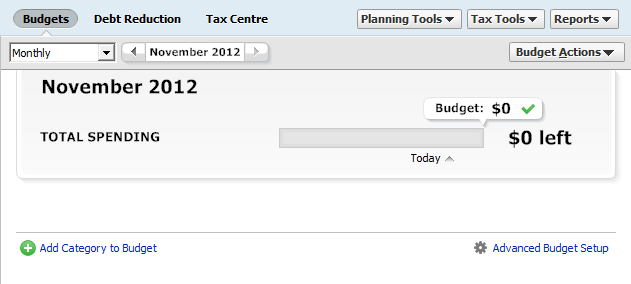 Budgets Debt Reduction Tax Centre Planning Tools Tax Tools Reports
Monthly November 2012 Budget Actions
November 2012
Budget: $0
TOTAL SPENDING $0 left
Today
Add Category to Budget Advanced Budget Setup